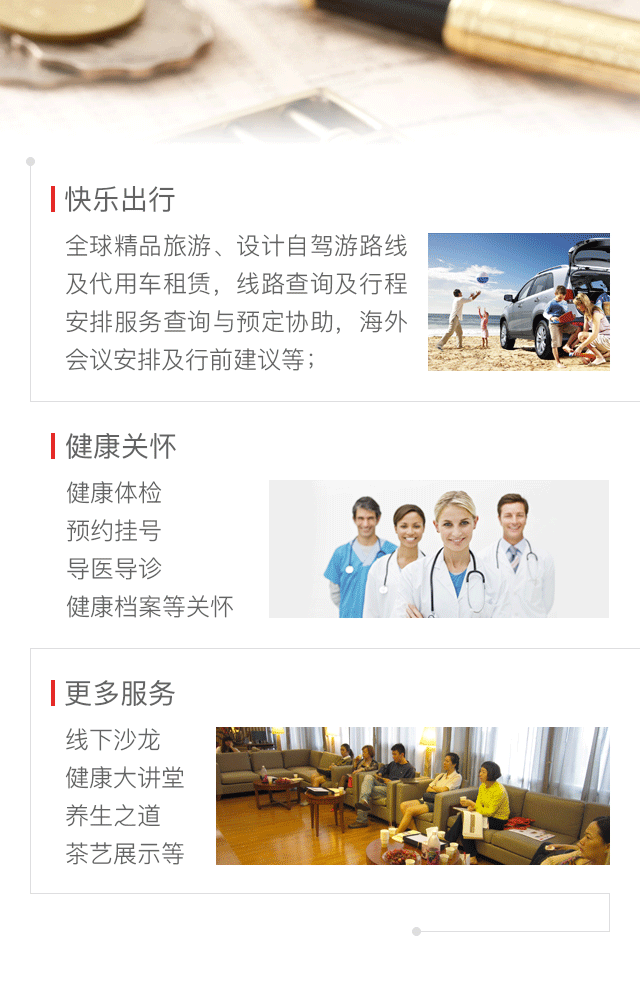 快乐出行
全球精品旅游、设计自驾游路线
及代用车租赁，线路查询及行程
安排服务查询与预定协助，海外
会议安排及行前建议等；
健康关怀
健康体检
预约挂号
导医导诊
健康档案等关怀
更多服务
线下沙龙
健康大讲堂
养生之道
茶艺展示等